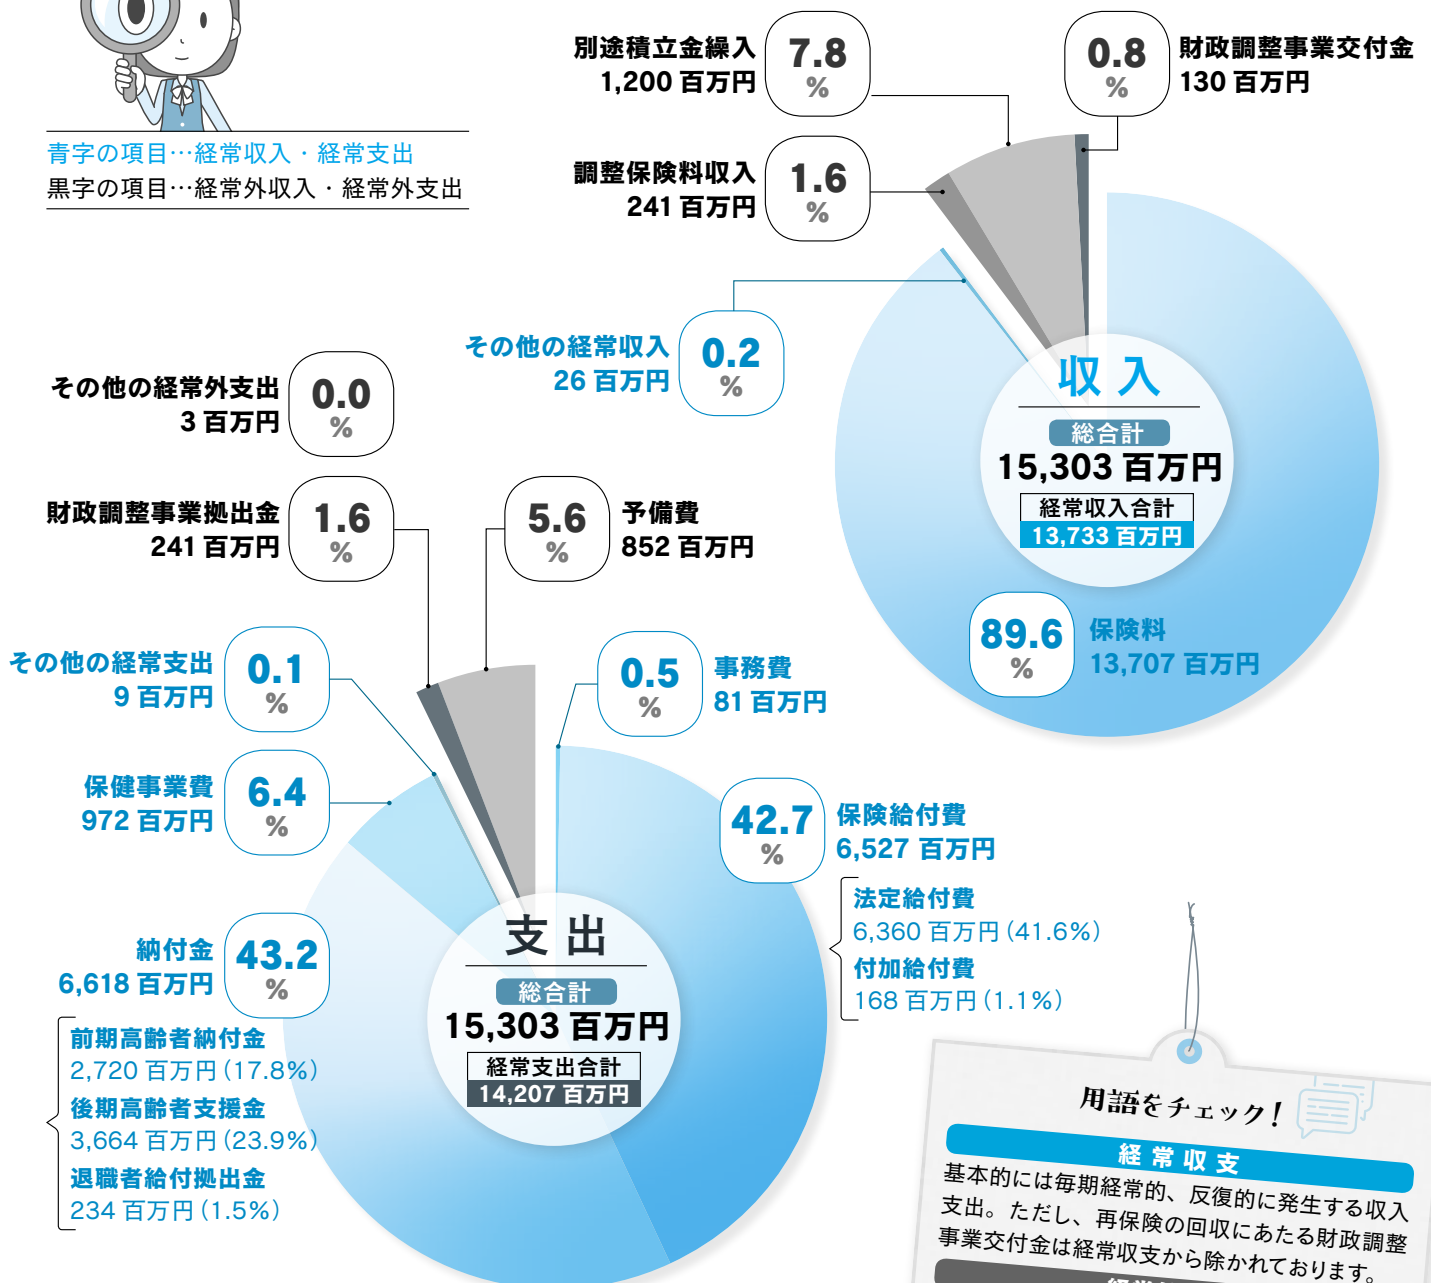 青字の項目…経常収入・経常支出
黒字の項目…経常外収入・経常外支出
別途積立金繰入
1,200 百万円
7.8
%
0.8
%
財政調整事業交付金
130 百万円
調整保険料収入
241 百万円
1.6
%
その他の経常収入
26 百万円
0.2
%
収入
総合計
15,303 百万円
経常収入合計
13,733 百万円
89.6
%
保険料
13,707 百万円
その他の経常外支出
3 百万円
0.0
%
財政調整事業拠出金
241 百万円
1.6
%
5.6
%
予備費
852 百万円
その他の経常支出
9 百万円
0.1
%
0.5
%
事務費
81 百万円
保健事業費
972 百万円
6.4
%
42.7
%
保険給付費
6,527 百万円
法定給付費
6,360 百万円(41.6%)
付加給付費
168 百万円(1.1%)
納付金
6,618 百万円
43.2
%
前期高齢者納付金
2,720 百万円(17.8%)
後期高齢者支援金
3,664 百万円(23.9%)
退職者給付拠出金
234 百万円(1.5%)
支出
総合計
15,303 百万円
経常支出合計
14,207 百万円
用語をチェック!
経常収支
基本的には毎期経常的、反復的に発生する収入
支出。ただし、再保険の回収にあたる財政調整
事業交付金は経常収支から除かれております。